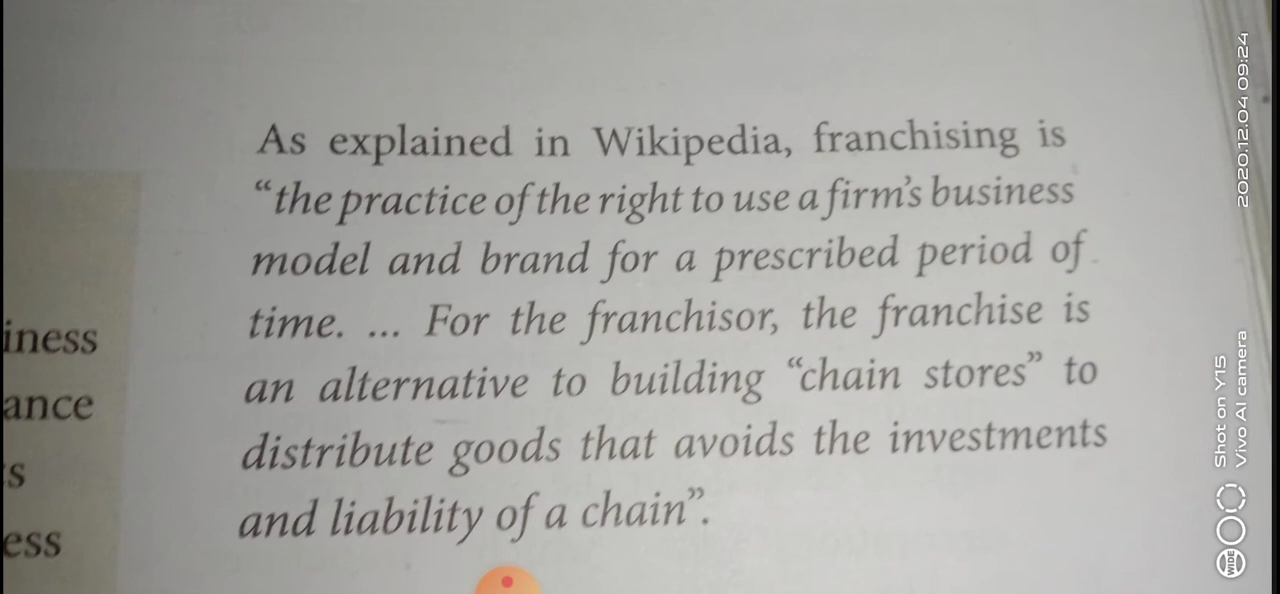 As explained in Wikipedia, franchising is
“the practice of the right to use a firm’s business
model and brand for a prescribed period of
time. ... For the franchisor, the franchise is
an alternative to building “chain stores” to
distribute goods that avoids the investments
and liability of a chain”.
iness
ance
s
ess
2020.12.04 09:24
Shot on Y15
Vivo AI camera
WIDE